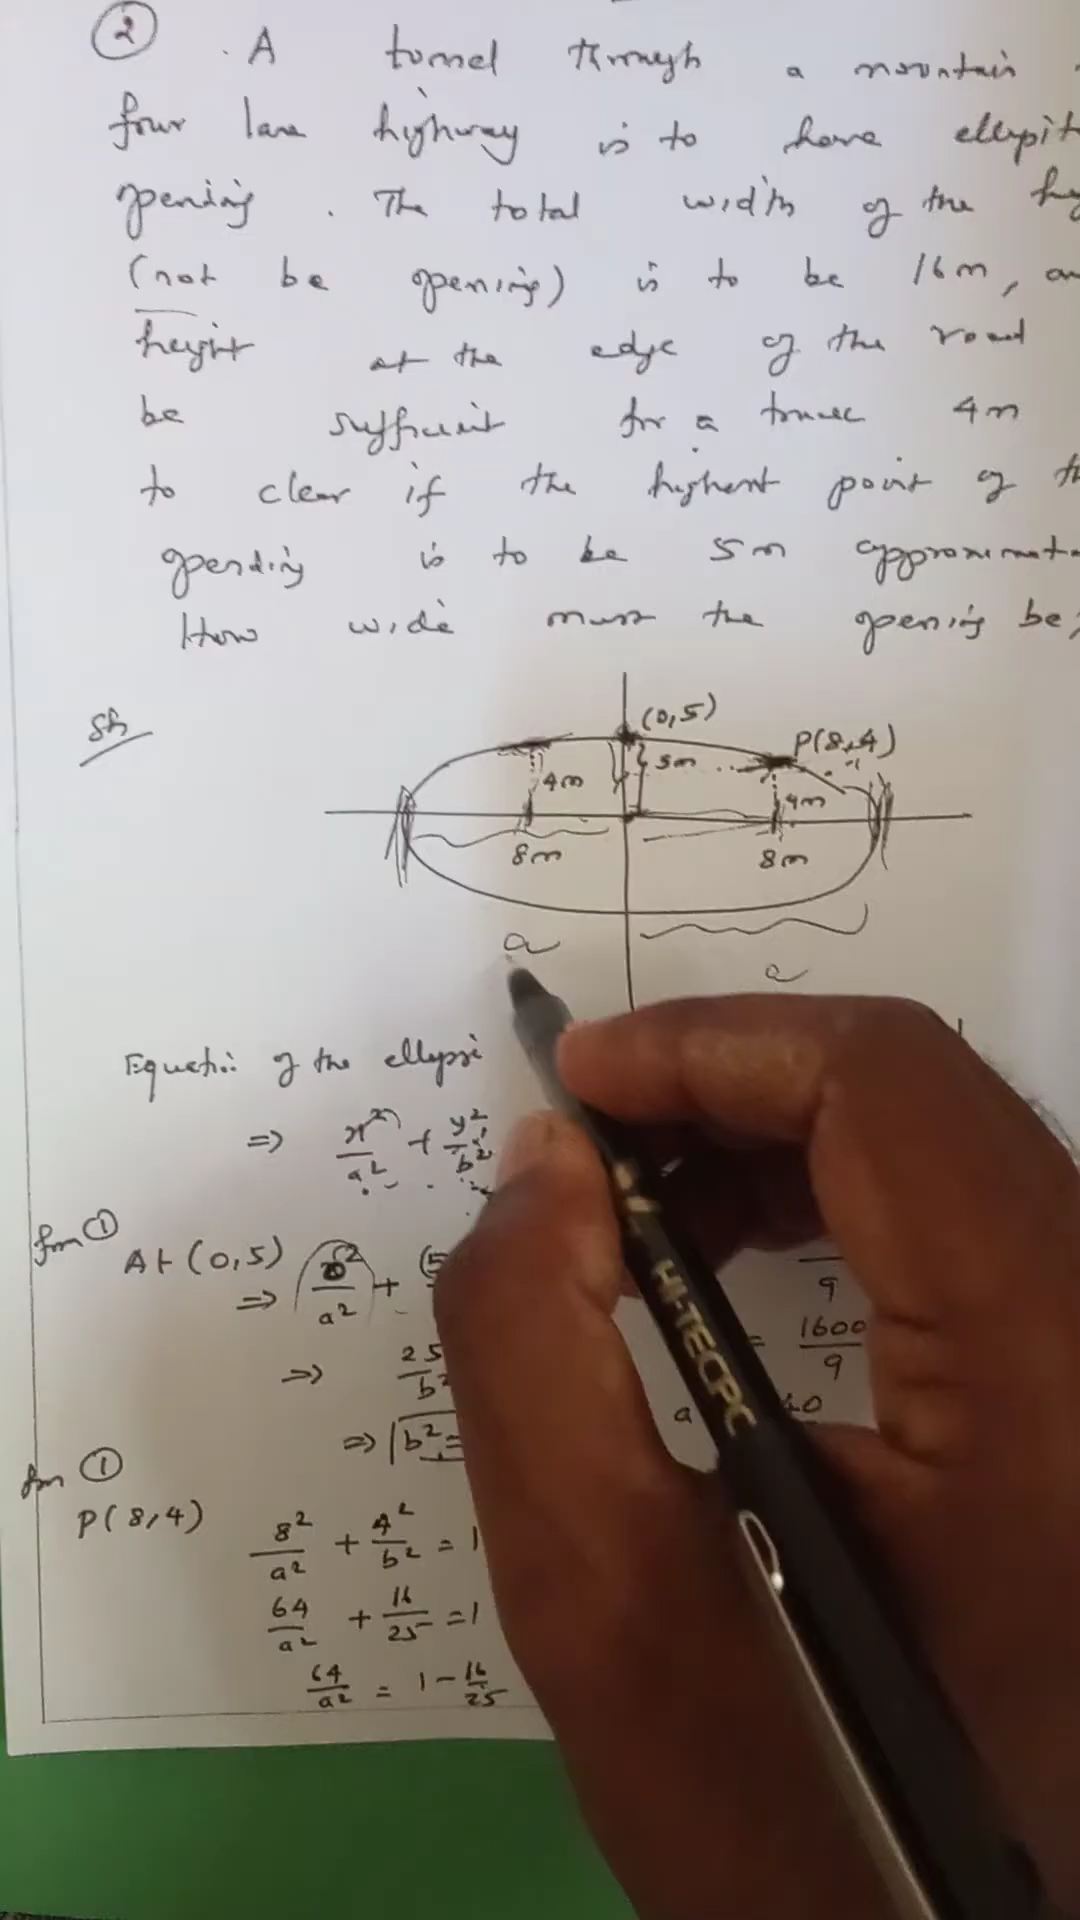 2
A tunnel through a mountain
four lane highway is to have
opening. The total width of the
(not be opening) is to be 16m,
height at the edge of the road
be sufficient for a truck 4m
to clear if the highest point of
opening is to be 5m
How wide must the opening be
(0,5)
P(8,4)
4m 5m 4m
8m 8m
a a
Equation of the
⇒ x²/a² + y²/b²
from ①
At (0,5)
⇒ 0²/a² +
⇒ 25
⇒ b² =
9
= 1600/9
a
from ①
P(8,4)
8²/a² + 4²/b² = 1
64/a² + 16/25 = 1
64/a² = 1 - 16/25
HI-TECPC